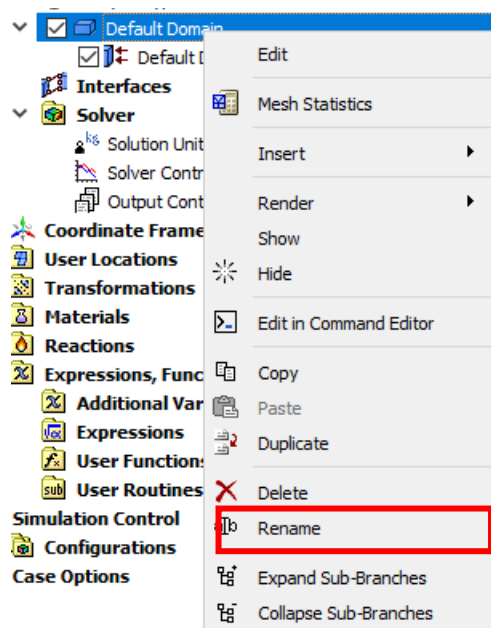 Default Domain
Default D
Interfaces
Solver
Solution Unit
Solver Contr
Output Cont
Coordinate Frame
User Locations
Transformations
Materials
Reactions
Expressions, Func
Additional Var
Expressions
User Functions
User Routines
Simulation Control
Configurations
Case Options
Edit
Mesh Statistics
Insert
Render
Show
Hide
Edit in Command Editor
Copy
Paste
Duplicate
Delete
Rename
Expand Sub-Branches
Collapse Sub-Branches